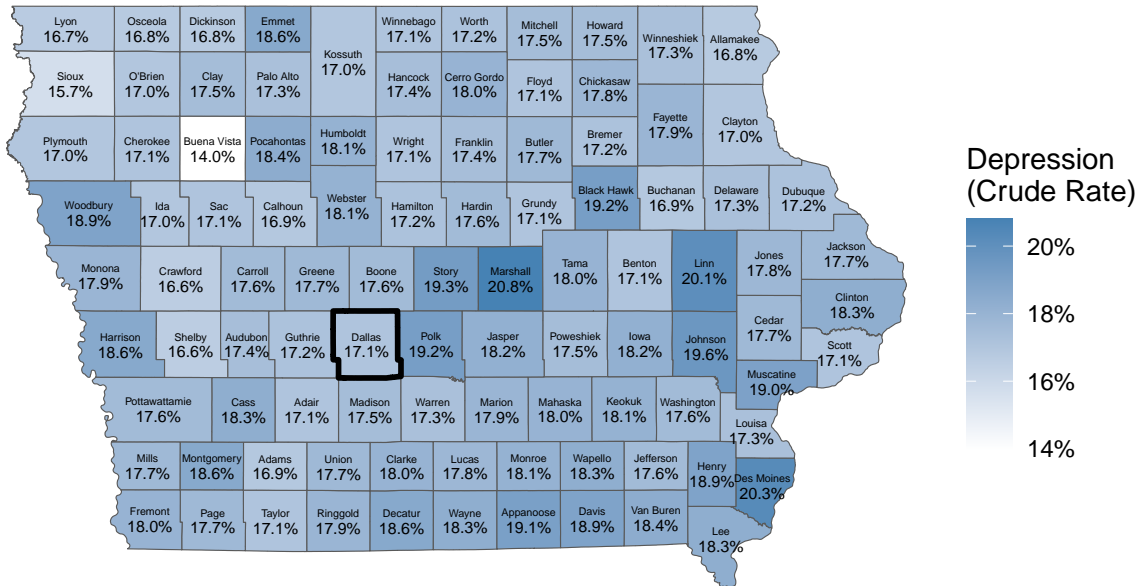 Lyon
16.7%
Osceola
16.8%
Dickinson
16.8%
Emmet
18.6%
Kossuth
17.0%
Winnebago
17.1%
Worth
17.2%
Mitchell
17.5%
Howard
17.5%
Winneshiek
17.3%
Allamakee
16.8%
Sioux
15.7%
O'Brien
17.0%
Clay
17.5%
Palo Alto
17.3%
Hancock
17.4%
Cerro Gordo
18.0%
Floyd
17.1%
Chickasaw
17.8%
Fayette
17.9%
Clayton
17.0%
Plymouth
17.0%
Cherokee
17.1%
Buena Vista
14.0%
Pocahontas
18.4%
Humboldt
18.1%
Wright
17.1%
Franklin
17.4%
Butler
17.7%
Bremer
17.2%
Woodbury
18.9%
Ida
17.0%
Sac
17.1%
Calhoun
16.9%
Webster
18.1%
Hamilton
17.2%
Hardin
17.6%
Grundy
17.1%
Black Hawk
19.2%
Buchanan
16.9%
Delaware
17.3%
Dubuque
17.2%
Monona
17.9%
Crawford
16.6%
Carroll
17.6%
Greene
17.7%
Boone
17.6%
Story
19.3%
Marshall
20.8%
Tama
18.0%
Benton
17.1%
Linn
20.1%
Jones
17.8%
Jackson
17.7%
Clinton
18.3%
Harrison
18.6%
Shelby
16.6%
Audubon
17.4%
Guthrie
17.2%
Dallas
17.1%
Polk
19.2%
Jasper
18.2%
Poweshiek
17.5%
Iowa
18.2%
Johnson
19.6%
Cedar
17.7%
Scott
17.1%
Muscatine
19.0%
Pottawattamie
17.6%
Cass
18.3%
Adair
17.1%
Madison
17.5%
Warren
17.3%
Marion
17.9%
Mahaska
18.0%
Keokuk
18.1%
Washington
17.6%
Louisa
17.3%
Mills
17.7%
Montgomery
18.6%
Adams
16.9%
Union
17.7%
Clarke
18.0%
Lucas
17.8%
Monroe
18.1%
Wapello
18.3%
Jefferson
17.6%
Henry
18.9%
Des Moines
20.3%
Fremont
18.0%
Page
17.7%
Taylor
17.1%
Ringgold
17.9%
Decatur
18.6%
Wayne
18.3%
Appanoose
19.1%
Davis
18.9%
Van Buren
18.4%
Lee
18.3%
Depression
(Crude Rate)
20%
18%
16%
14%